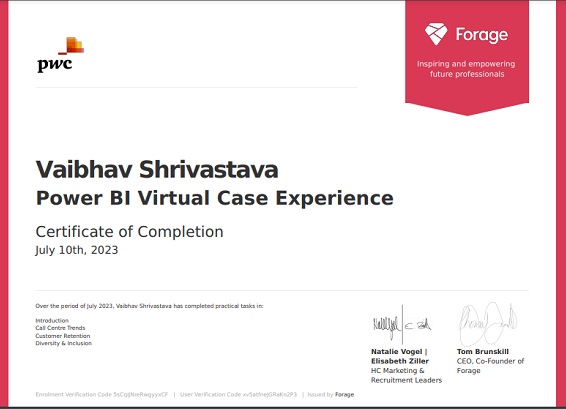 pwc
Forage
Inspiring and empowering
future professionals
Vaibhav Shrivastava
Power BI Virtual Case Experience
Certificate of Completion
July 10th, 2023
Over the period of July 2023, Vaibhav Shrivastava has completed practical tasks in:
Introduction
Call Centre Trends
Customer Retention
Diversity & Inclusion
Natalie Vogel |
Elisabeth Ziller
HC Marketing &
Recruitment Leaders
Tom Brunskill
CEO, Co-Founder of
Forage
Enrolment Verification Code | User Verification Code | Issued by Forage